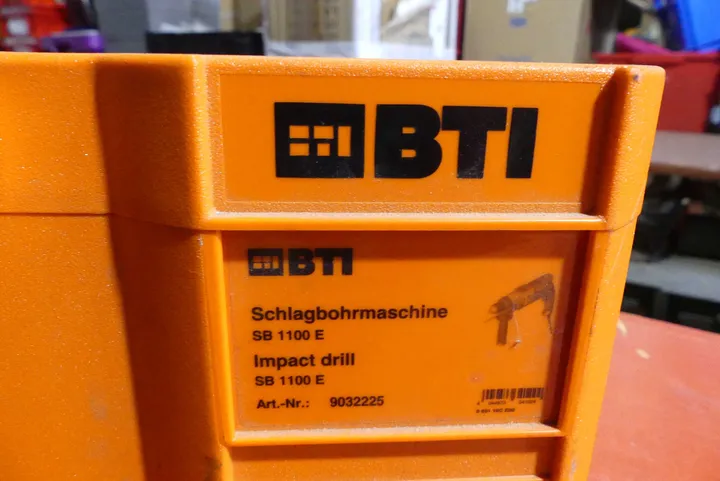 BTI
BTI
Schlagbohrmaschine
SB 1100 E
Impact drill
SB 1100 E
Art.-Nr.: 9032225